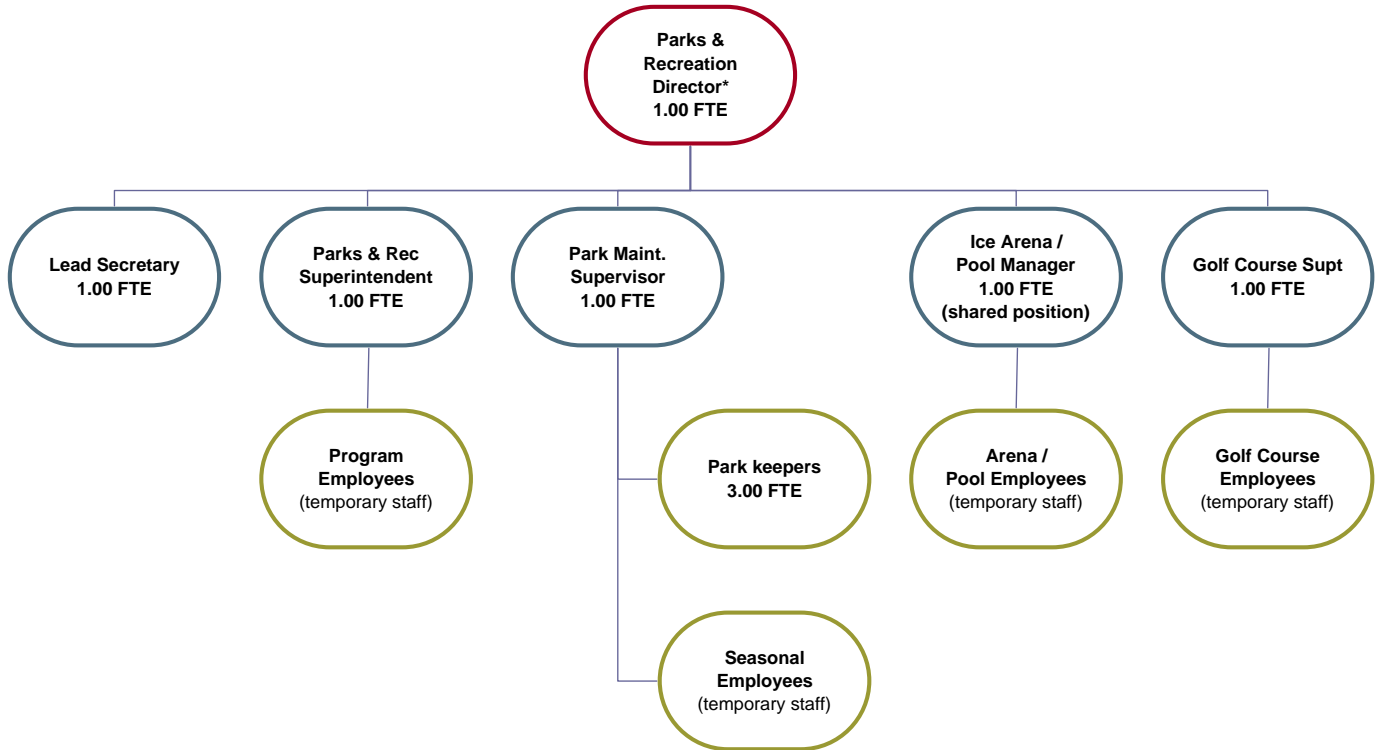 Parks &
Recreation
Director*
1.00 FTE
Lead Secretary
1.00 FTE
Parks & Rec
Superintendent
1.00 FTE
Park Maint.
Supervisor
1.00 FTE
Ice Arena /
Pool Manager
1.00 FTE
(shared position)
Golf Course Supt
1.00 FTE
Program
Employees
(temporary staff)
Park keepers
3.00 FTE
Arena /
Pool Employees
(temporary staff)
Golf Course
Employees
(temporary staff)
Seasonal
Employees
(temporary staff)